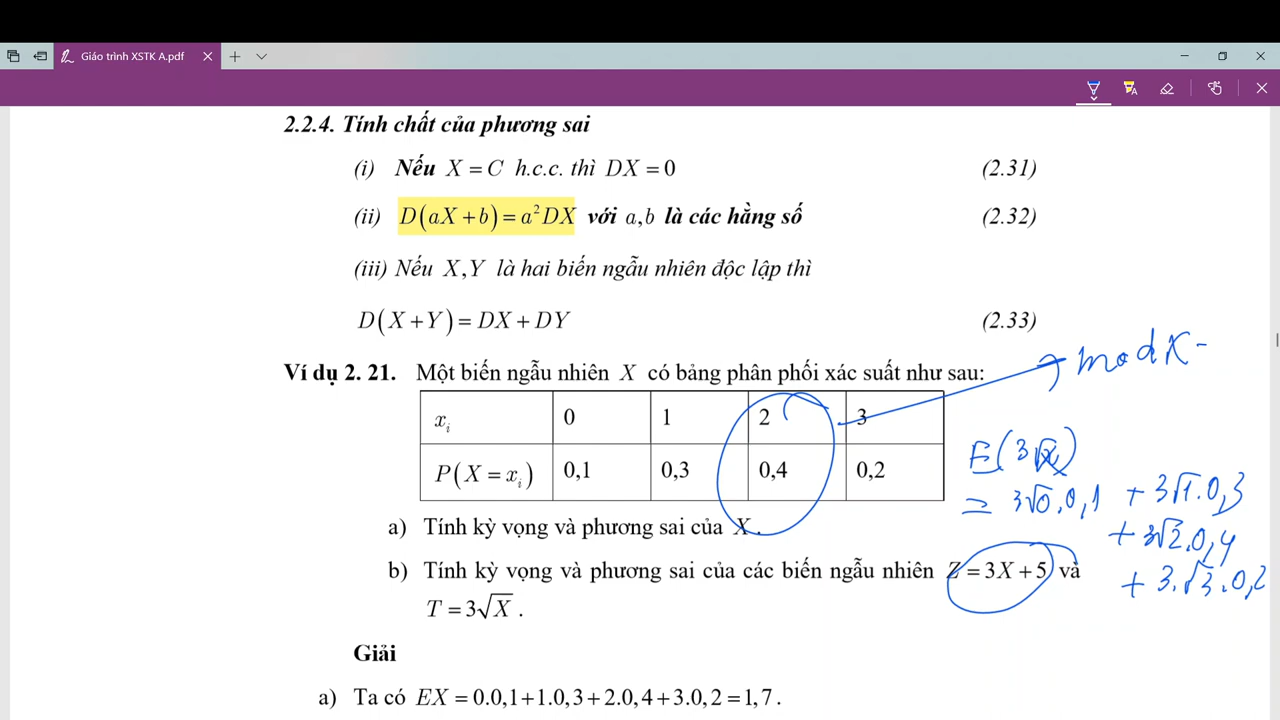 Giáo trình XSTK A.pdf
2.2.4. Tính chất của phương sai
(i) Nếu X = C h.c.c. thì DX = 0 (2.31)
(ii) D(aX + b) = a² DX với a,b là các hằng số (2.32)
(iii) Nếu X,Y là hai biến ngẫu nhiên độc lập thì
D(X + Y) = DX + DY (2.33)
mod X -
Ví dụ 2. 21. Một biến ngẫu nhiên X có bảng phân phối xác suất như sau:
xᵢ 0 1 2 3
P(X = xᵢ) 0,1 0,3 0,4 0,2
E(3√X)
= 3√0.0,1 + 3√1.0,3
+ 3√2.0,4
+ 3.√3.0,2
a) Tính kỳ vọng và phương sai của X.
b) Tính kỳ vọng và phương sai của các biến ngẫu nhiên Z = 3X + 5 và
T = 3√X.
Giải
a) Ta có EX = 0.0,1+1.0,3+2.0,4+3.0,2 = 1,7.